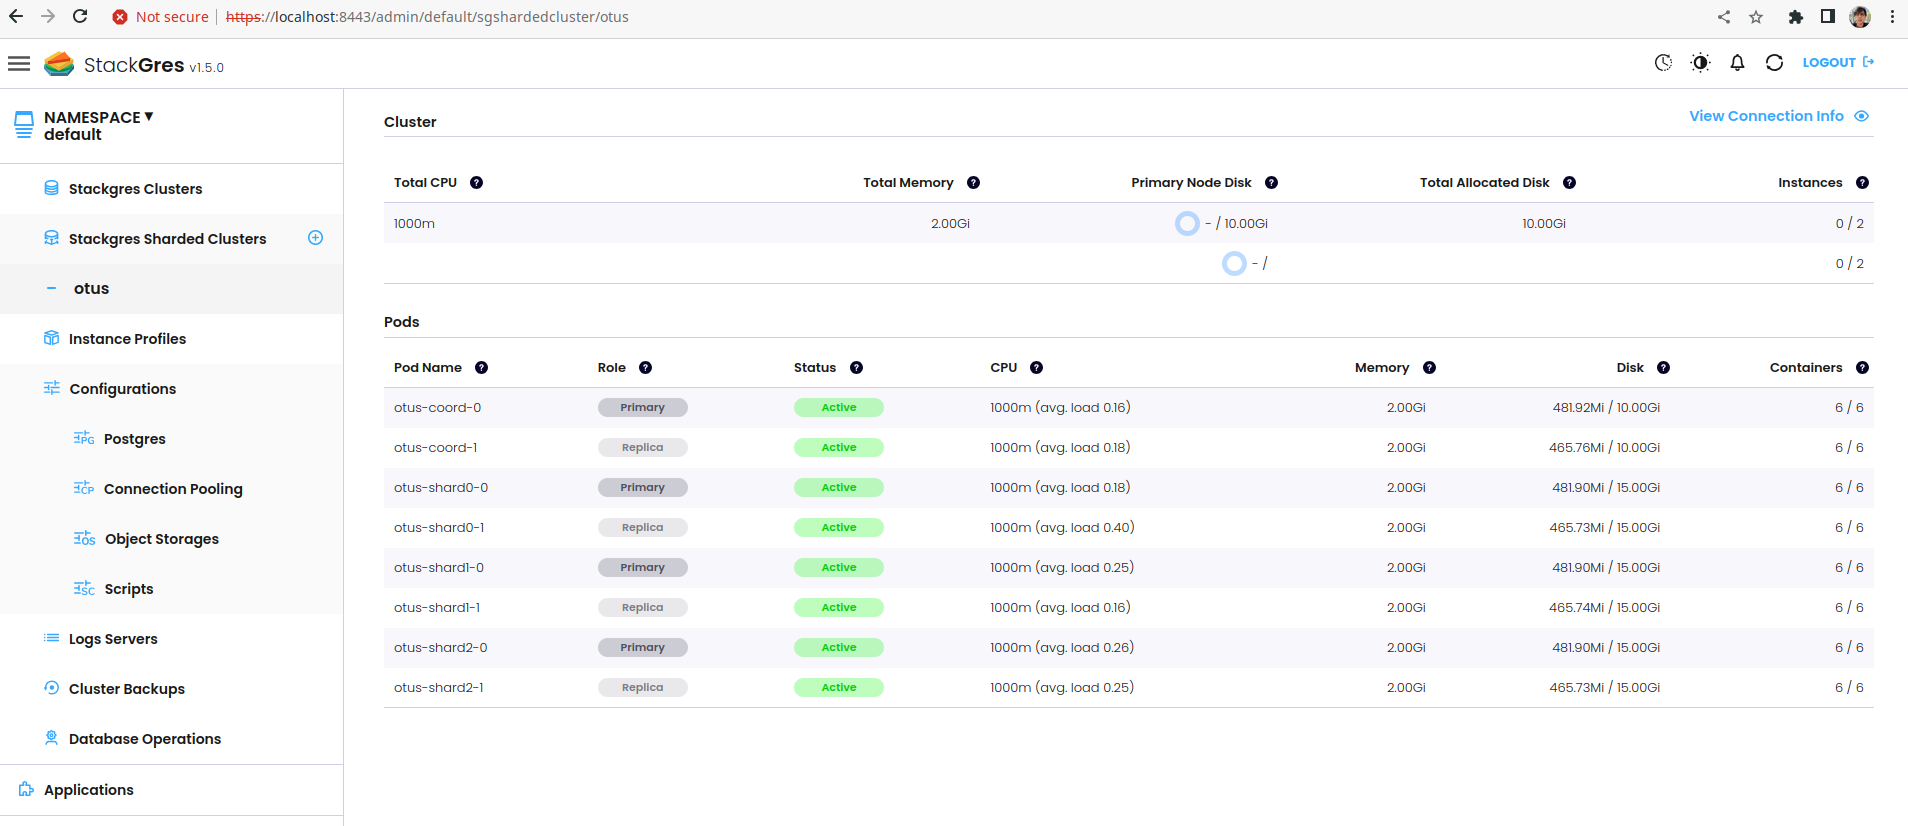 Not secure | https://localhost:8443/admin/default/sgshardedcluster/otus
StackGres v1.5.0
LOGOUT
NAMESPACE ▼
default
Stackgres Clusters
Stackgres Sharded Clusters
otus
Instance Profiles
Configurations
PG Postgres
CP Connection Pooling
OS Object Storages
SC Scripts
Logs Servers
Cluster Backups
Database Operations
Applications
Cluster
View Connection Info
Total CPU ? Total Memory ? Primary Node Disk ? Total Allocated Disk ? Instances ?
1000m 2.00Gi - / 10.00Gi 10.00Gi 0 / 2
- / 0 / 2
Pods
Pod Name ? Role ? Status ? CPU ? Memory ? Disk ? Containers ?
otus-coord-0 Primary Active 1000m (avg. load 0.16) 2.00Gi 481.92Mi / 10.00Gi 6 / 6
otus-coord-1 Replica Active 1000m (avg. load 0.18) 2.00Gi 465.76Mi / 10.00Gi 6 / 6
otus-shard0-0 Primary Active 1000m (avg. load 0.18) 2.00Gi 481.90Mi / 15.00Gi 6 / 6
otus-shard0-1 Replica Active 1000m (avg. load 0.40) 2.00Gi 465.73Mi / 15.00Gi 6 / 6
otus-shard1-0 Primary Active 1000m (avg. load 0.25) 2.00Gi 481.90Mi / 15.00Gi 6 / 6
otus-shard1-1 Replica Active 1000m (avg. load 0.16) 2.00Gi 465.74Mi / 15.00Gi 6 / 6
otus-shard2-0 Primary Active 1000m (avg. load 0.26) 2.00Gi 481.90Mi / 15.00Gi 6 / 6
otus-shard2-1 Replica Active 1000m (avg. load 0.25) 2.00Gi 465.73Mi / 15.00Gi 6 / 6